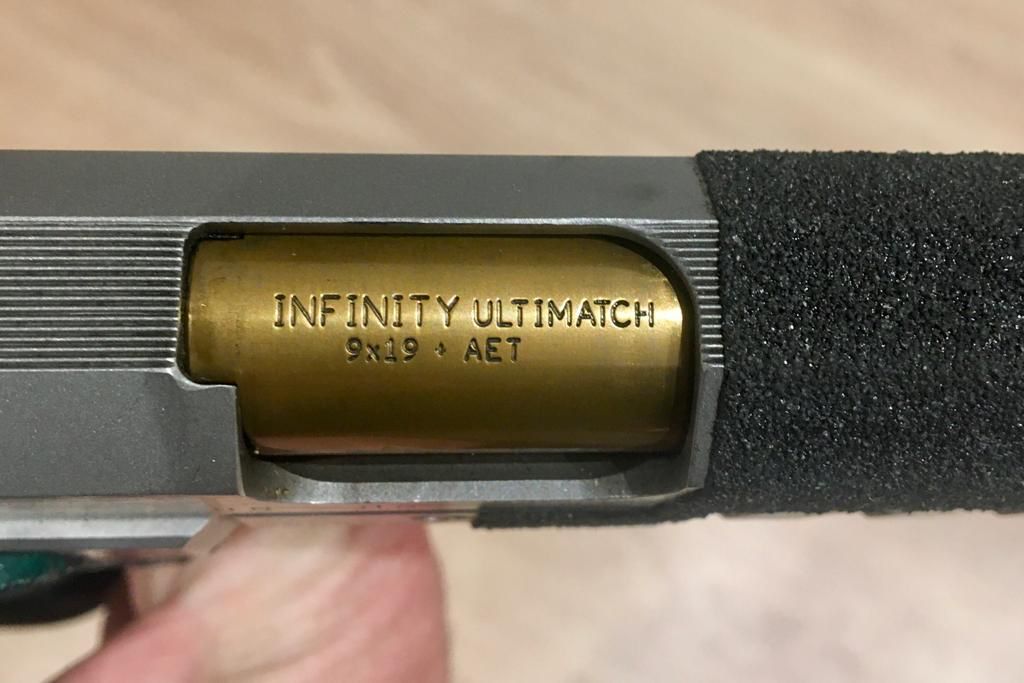 INFINITY ULTIMATCH
9x19 + AET